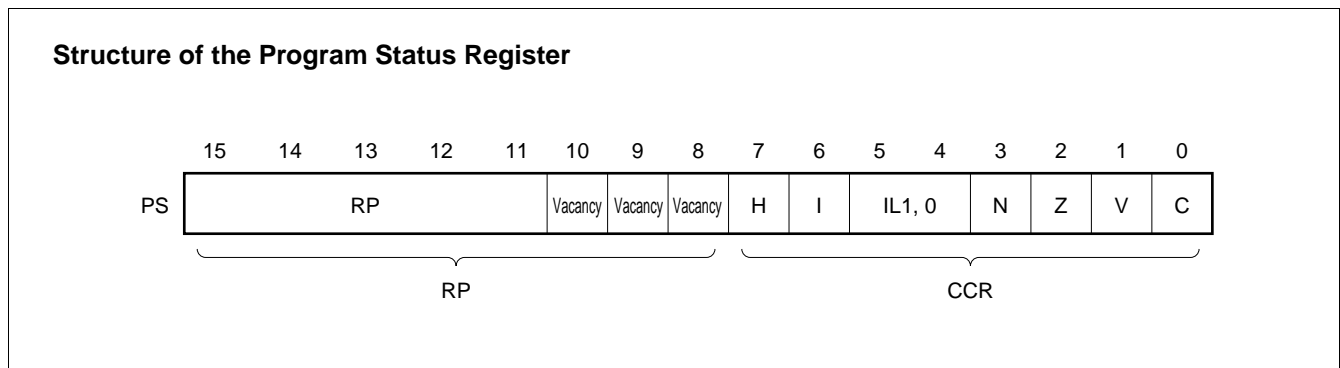 Structure of the Program Status Register
15 14 13 12 11 10 9 8 7 6 5 4 3 2 1 0
PS RP Vacancy Vacancy Vacancy H I IL1, 0 N Z V C
RP CCR